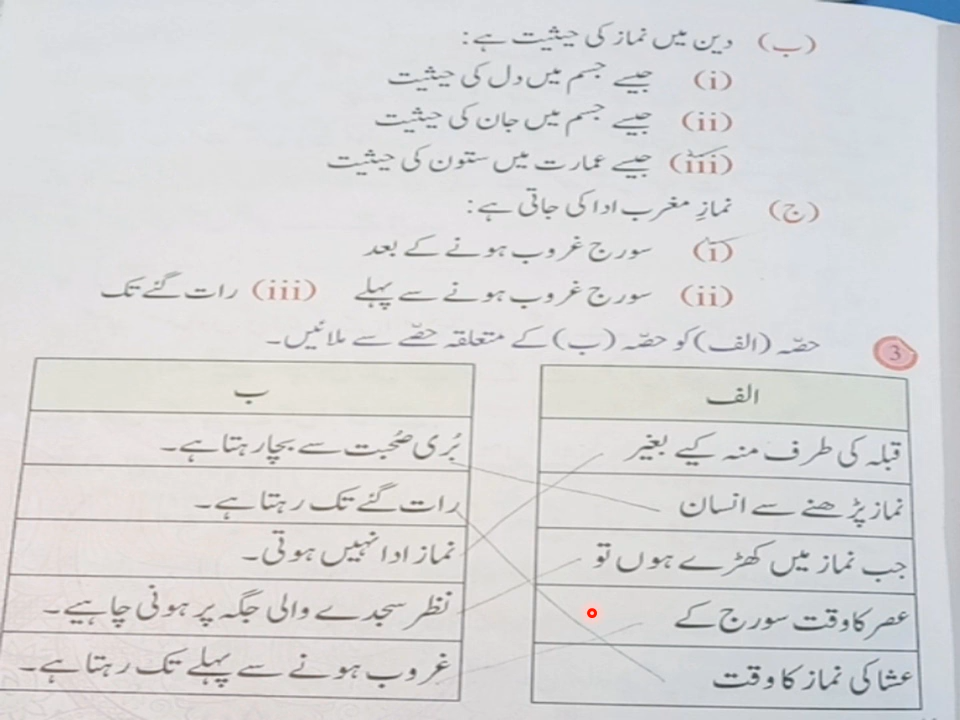 (ب) دین میں نماز کی حیثیت ہے:
(i) جیسے جسم میں دل کی حیثیت
(ii) جیسے جسم میں جان کی حیثیت
(iii) جیسے عمارت میں ستون کی حیثیت
(ج) نمازِ مغرب ادا کی جاتی ہے:
(i) سورج غروب ہونے کے بعد
(ii) سورج غروب ہونے سے پہلے (iii) رات گئے تک
3 حصّہ (الف) کو حصّہ (ب) کے متعلقہ حصّے سے ملائیں۔
الف ب
قبلہ کی طرف منہ کیے بغیر بُری صُحبت سے بچا رہتا ہے۔
نماز پڑھنے سے انسان رات گئے تک رہتا ہے۔
جب نماز میں کھڑے ہوں تو نماز ادا نہیں ہوتی۔
عصر کا وقت سورج کے نظر سجدے والی جگہ پر ہونی چاہیے۔
عشا کی نماز کا وقت غروب ہونے سے پہلے تک رہتا ہے۔